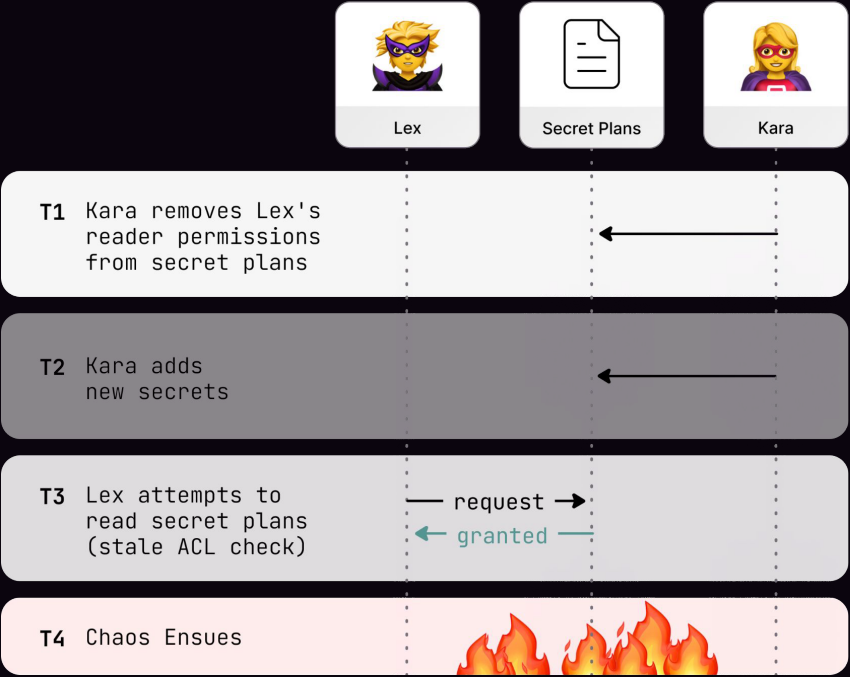 Lex
Secret Plans
Kara
T1 Kara removes Lex's
reader permissions
from secret plans
T2 Kara adds
new secrets
T3 Lex attempts to
read secret plans
(stale ACL check)
request
granted
T4 Chaos Ensues